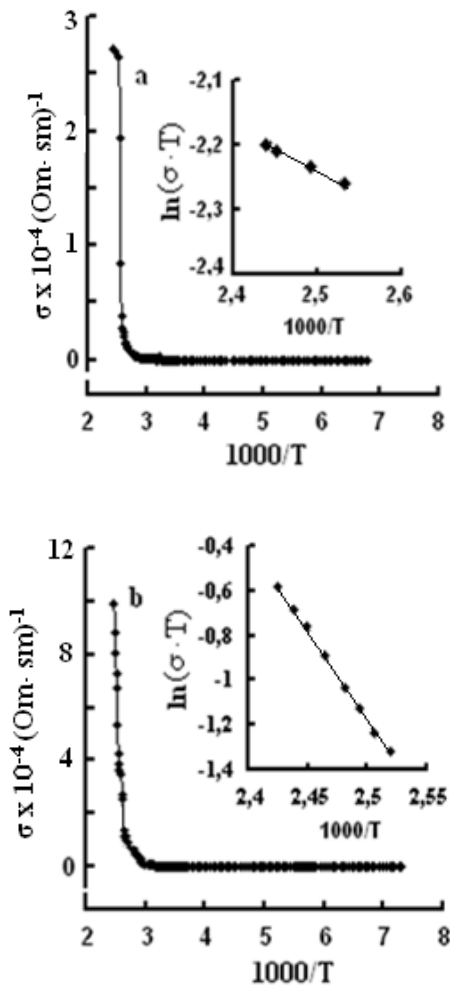 3
2
1
0
σ x 10⁻⁴ (Om· sm)⁻¹
a
-2,1
-2,2
-2,3
-2,4
ln(σ · T)
2,4 2,5 2,6
1000/T
2 3 4 5 6 7 8
1000/T
12
8
4
0
σ x 10⁻⁴ (Om· sm)⁻¹
b
-0,4
-0,6
-0,8
-1
-1,2
-1,4
ln(σ · T)
2,4 2,45 2,5 2,55
1000/T
2 3 4 5 6 7 8
1000/T